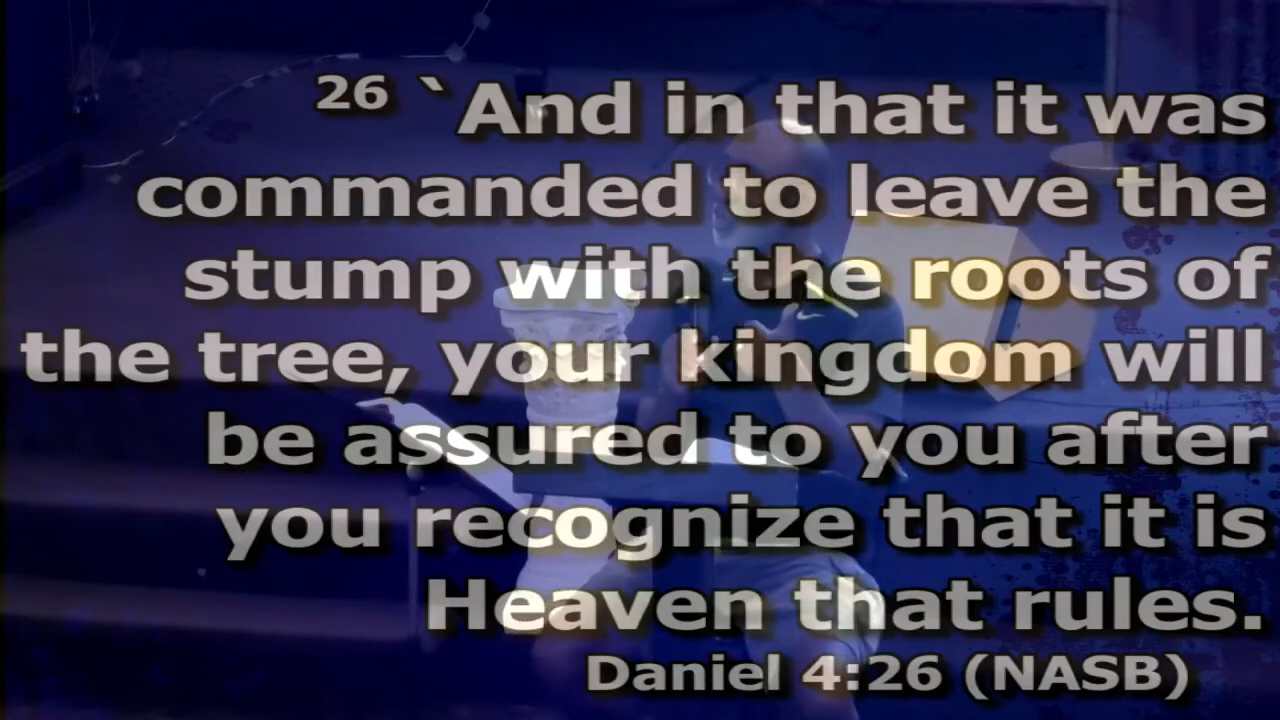 26 `And in that it was
commanded to leave the
stump with the roots of
the tree, your kingdom will
be assured to you after
you recognize that it is
Heaven that rules.
Daniel 4:26 (NASB)